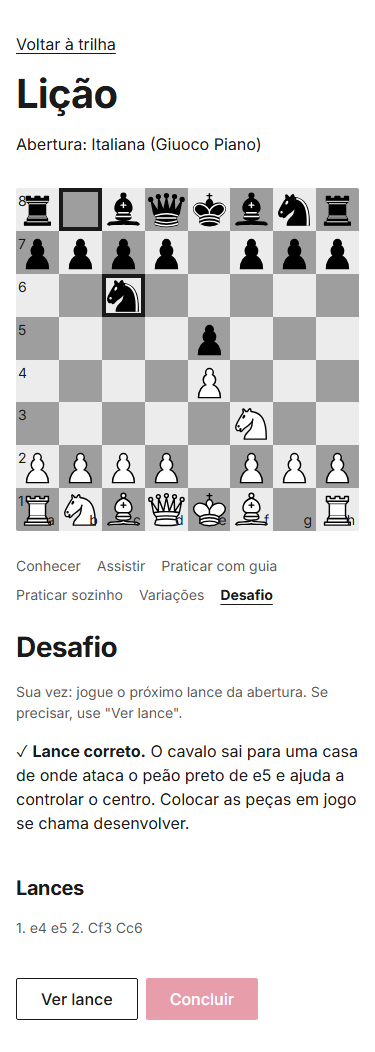 Voltar à trilha
Lição
Abertura: Italiana (Giuoco Piano)
8
7
6
5
4
3
2
1
a b c d e f g h
Conhecer Assistir Praticar com guia
Praticar sozinho Variações Desafio
Desafio
Sua vez: jogue o próximo lance da abertura. Se
precisar, use "Ver lance".
✓ Lance correto. O cavalo sai para uma casa
de onde ataca o peão preto de e5 e ajuda a
controlar o centro. Colocar as peças em jogo
se chama desenvolver.
Lances
1. e4 e5 2. Cf3 Cc6
Ver lance Concluir